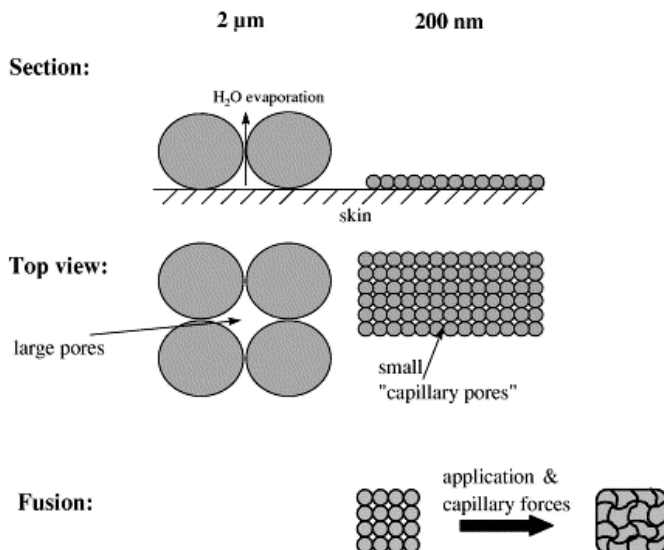 2 µm 200 nm
Section:
H₂O evaporation
skin
Top view:
large pores
small
"capillary pores"
Fusion:
application &
capillary forces